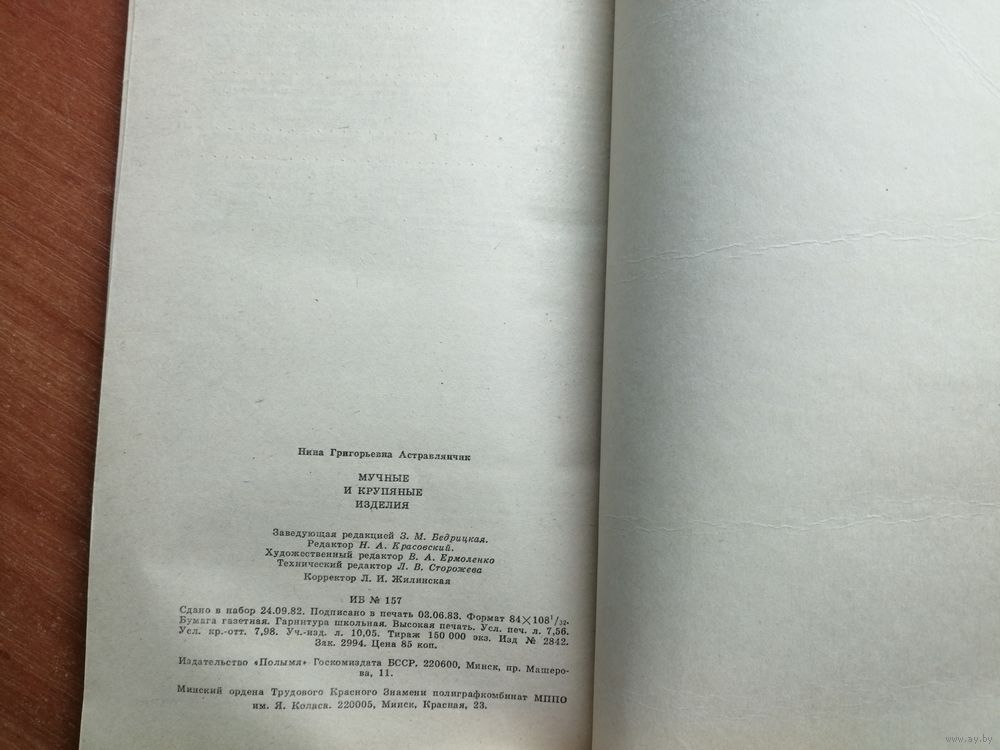 Нина Григорьевна Астравлянчик
МУЧНЫЕ
И КРУПЯНЫЕ
ИЗДЕЛИЯ
Заведующая редакцией З. М. Бедрицкая.
Редактор Н. А. Красовский.
Художественный редактор В. А. Ермоленко
Технический редактор Л. В. Сторожева
Корректор Л. И. Жилинская
ИБ № 157
Сдано в набор 24.09.82. Подписано в печать 03.06.83. Формат 84×108¹/₃₂.
Бумага газетная. Гарнитура школьная. Высокая печать. Усл. печ. л. 7,56.
Усл. кр.-отт. 7,98. Уч.-изд. л. 10,05. Тираж 150 000 экз. Изд № 2842.
Зак. 2994. Цена 85 коп.
Издательство «Полымя» Госкомиздата БССР. 220600, Минск, пр. Машеро-
ва, 11.
Минский ордена Трудового Красного Знамени полиграфкомбинат МППО
им. Я. Коласа. 220005, Минск, Красная, 23.
www.ay.by